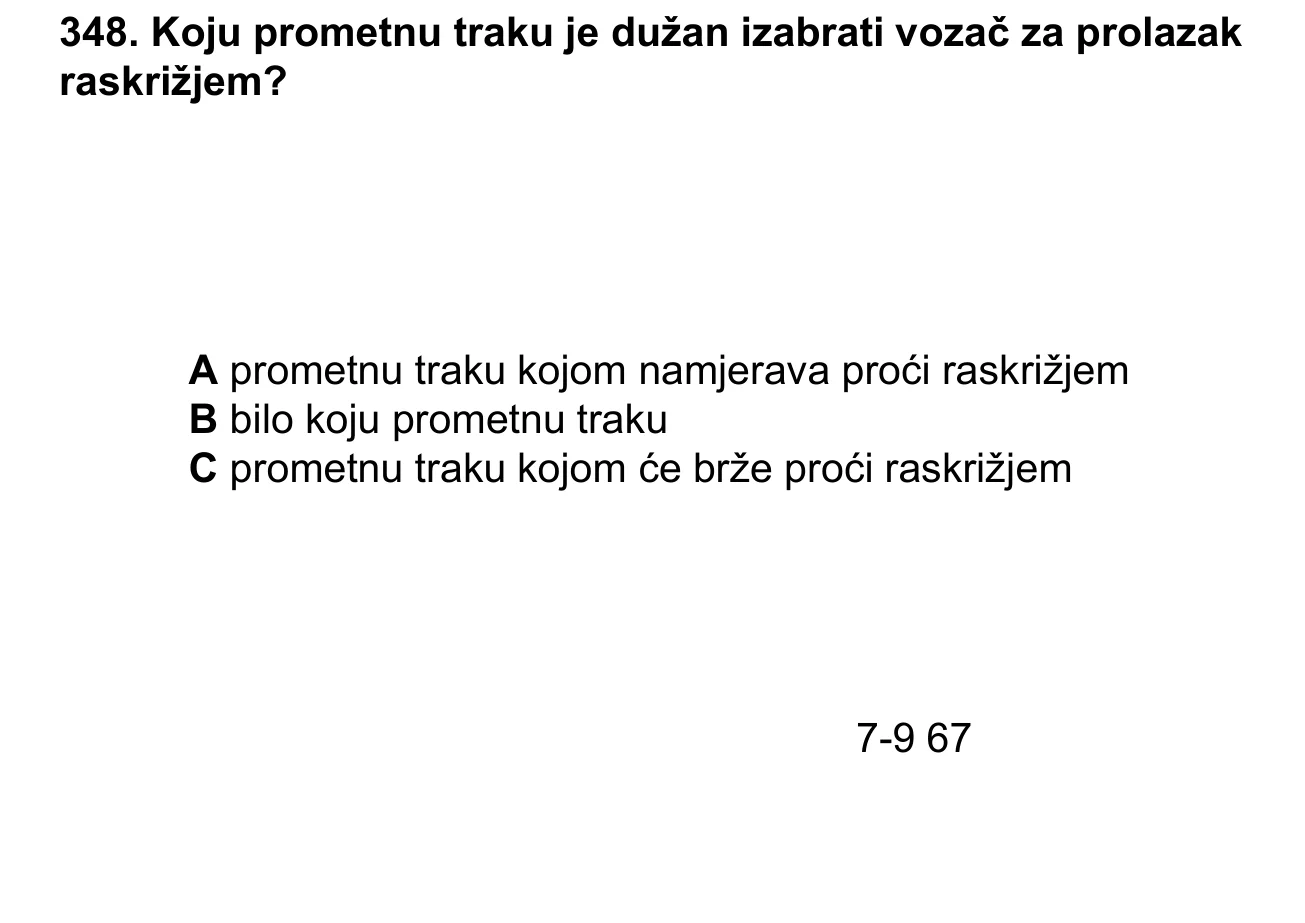 348. Koju prometnu traku je dužan izabrati vozač za prolazak
raskrižjem?
A prometnu traku kojom namjerava proći raskrižjem
B bilo koju prometnu traku
C prometnu traku kojom će brže proći raskrižjem
7-9 67